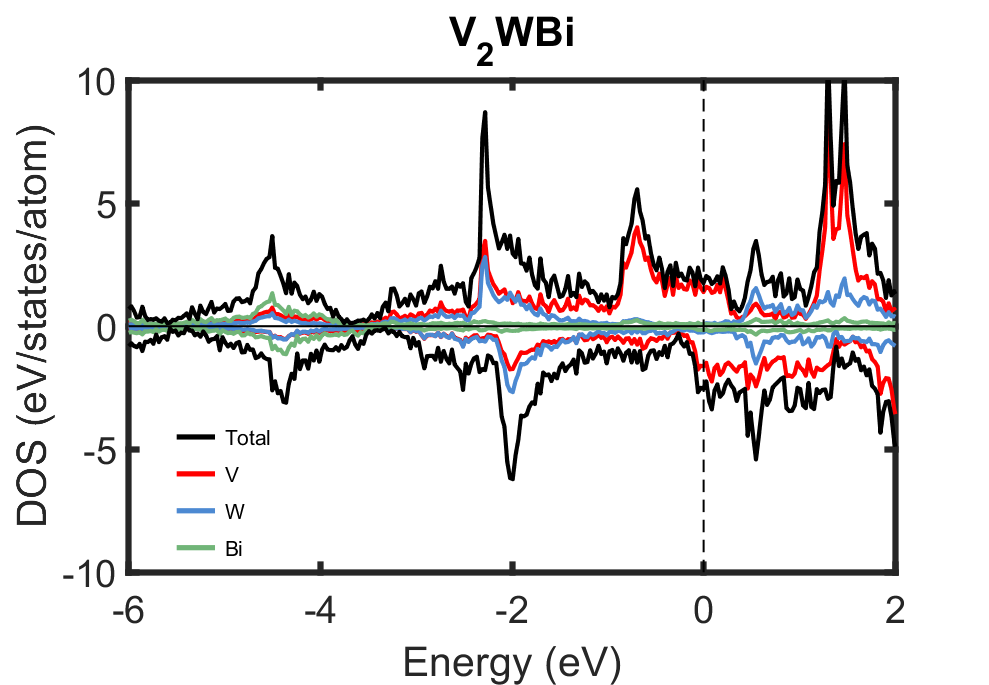 V₂WBi
10
5
0
-5
-10
DOS (eV/states/atom)
Total
V
W
Bi
-6 -4 -2 0 2
Energy (eV)